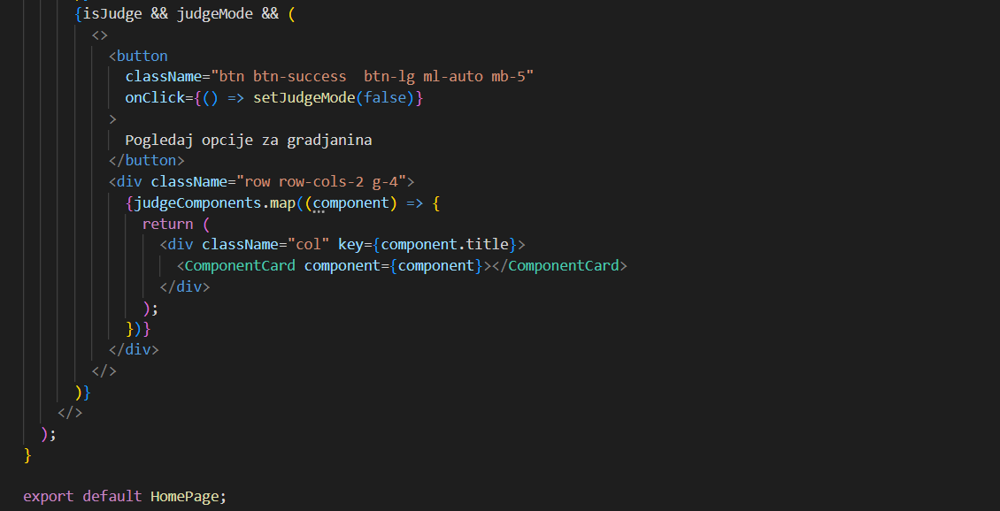 {isJudge && judgeMode && (
<>
<button
className="btn btn-success  btn-lg ml-auto mb-5"
onClick={() => setJudgeMode(false)}
>
Pogledaj opcije za gradjanina
</button>
<div className="row row-cols-2 g-4">
{judgeComponents.map((component) => {
return (
<div className="col" key={component.title}>
<ComponentCard component={component}></ComponentCard>
</div>
);
})}
</div>
</>
)}
</>
);
}
export default HomePage;